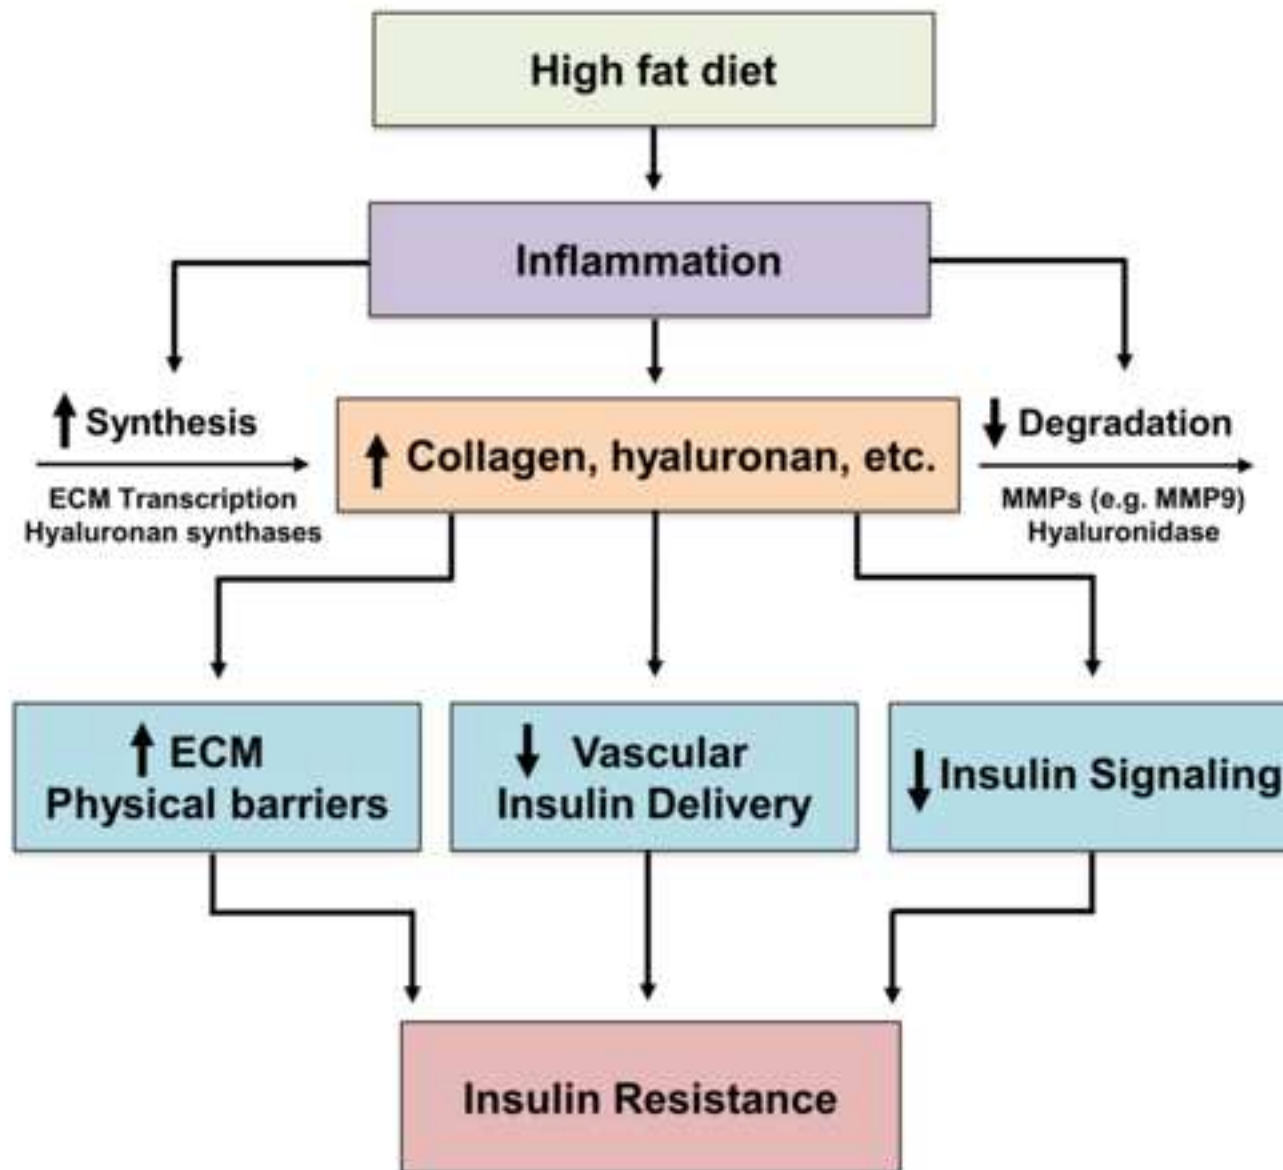 High fat diet
Inflammation
↑ Synthesis
ECM Transcription
Hyaluronan synthases
↑ Collagen, hyaluronan, etc.
↓ Degradation
MMPs (e.g. MMP9)
Hyaluronidase
↑ ECM
Physical barriers
↓ Vascular
Insulin Delivery
↓ Insulin Signaling
Insulin Resistance